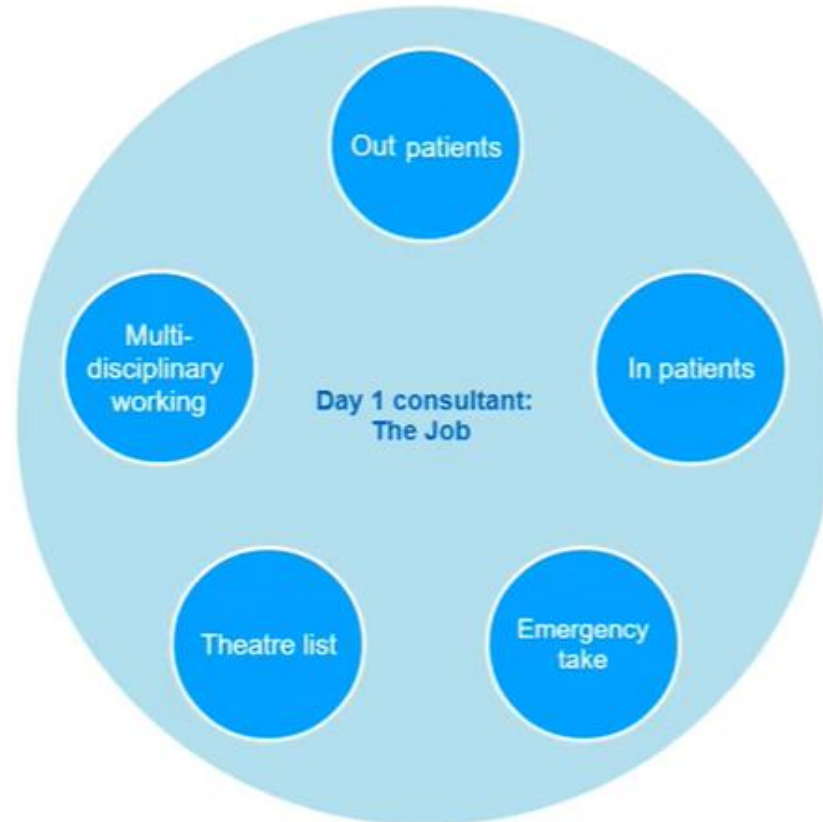 Out patients
Multi-
disciplinary
working
In patients
Day 1 consultant:
The Job
Theatre list
Emergency
take